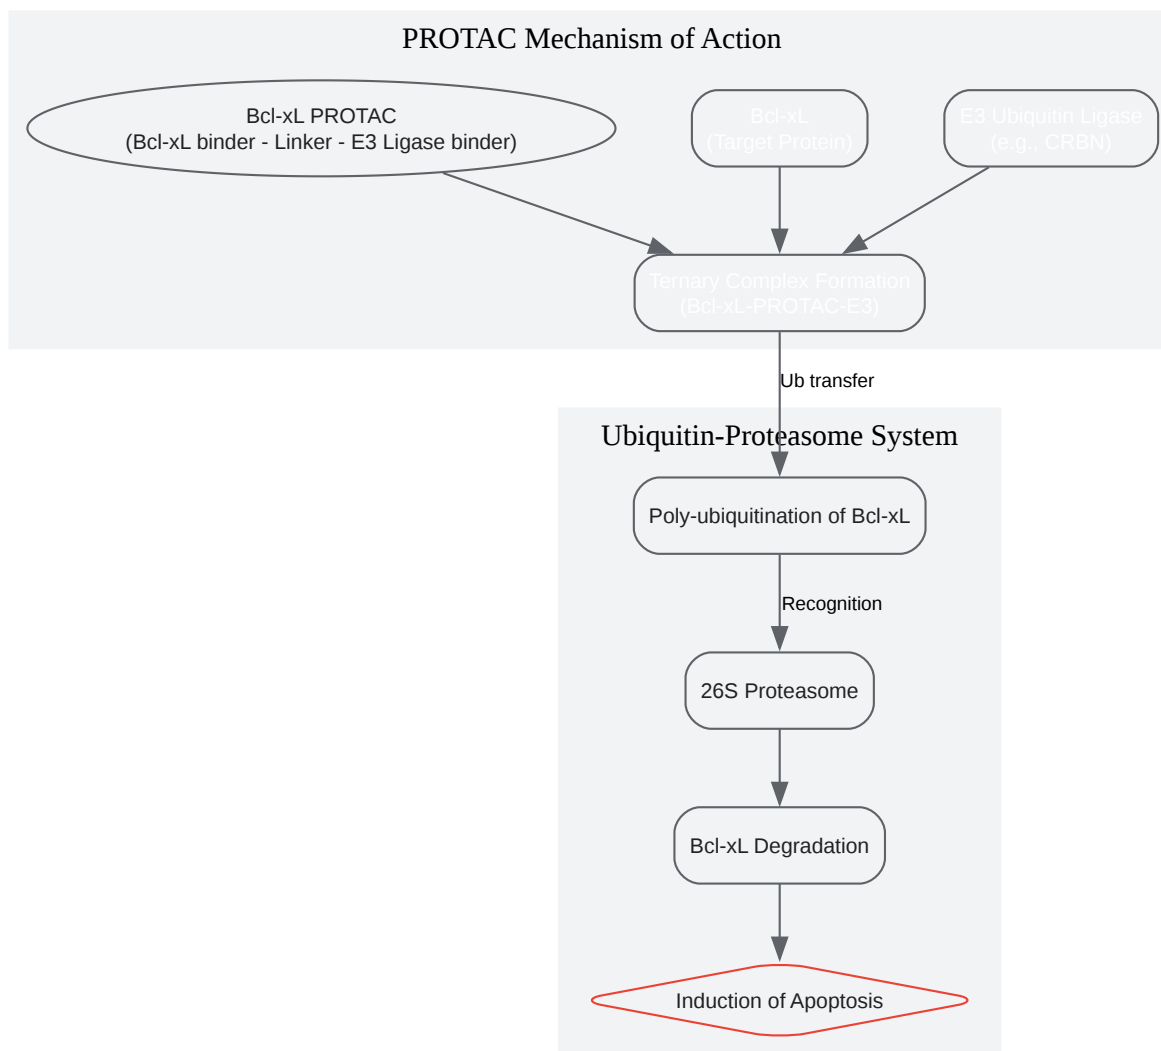 PROTAC Mechanism of Action
Bcl-xL PROTAC
(Bcl-xL binder - Linker - E3 Ligase binder)
Bcl-xL
(Target Protein)
E3 Ubiquitin Ligase
(e.g., CRBN)
Ternary Complex Formation
(Bcl-xL-PROTAC-E3)
Ub transfer
Ubiquitin-Proteasome System
Poly-ubiquitination of Bcl-xL
Recognition
26S Proteasome
Bcl-xL Degradation
Induction of Apoptosis